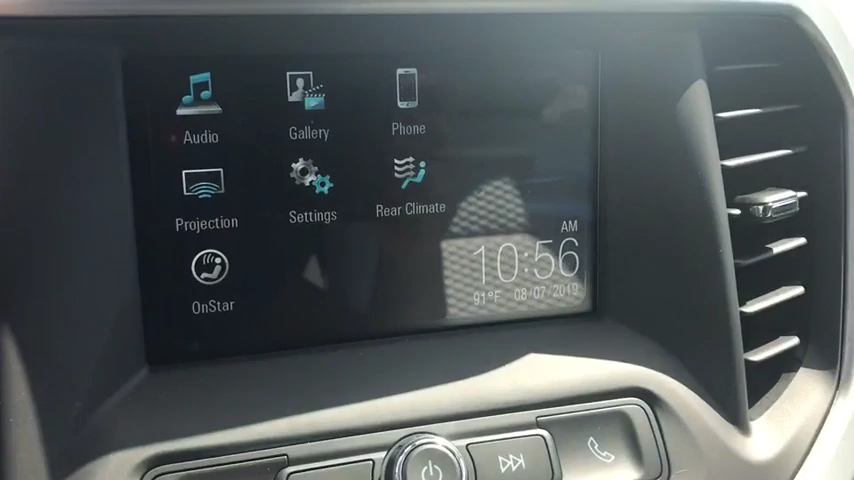 Audio
Gallery
Phone
Projection
Settings
Rear Climate
OnStar
AM
10:56
91°F 08/07/2019